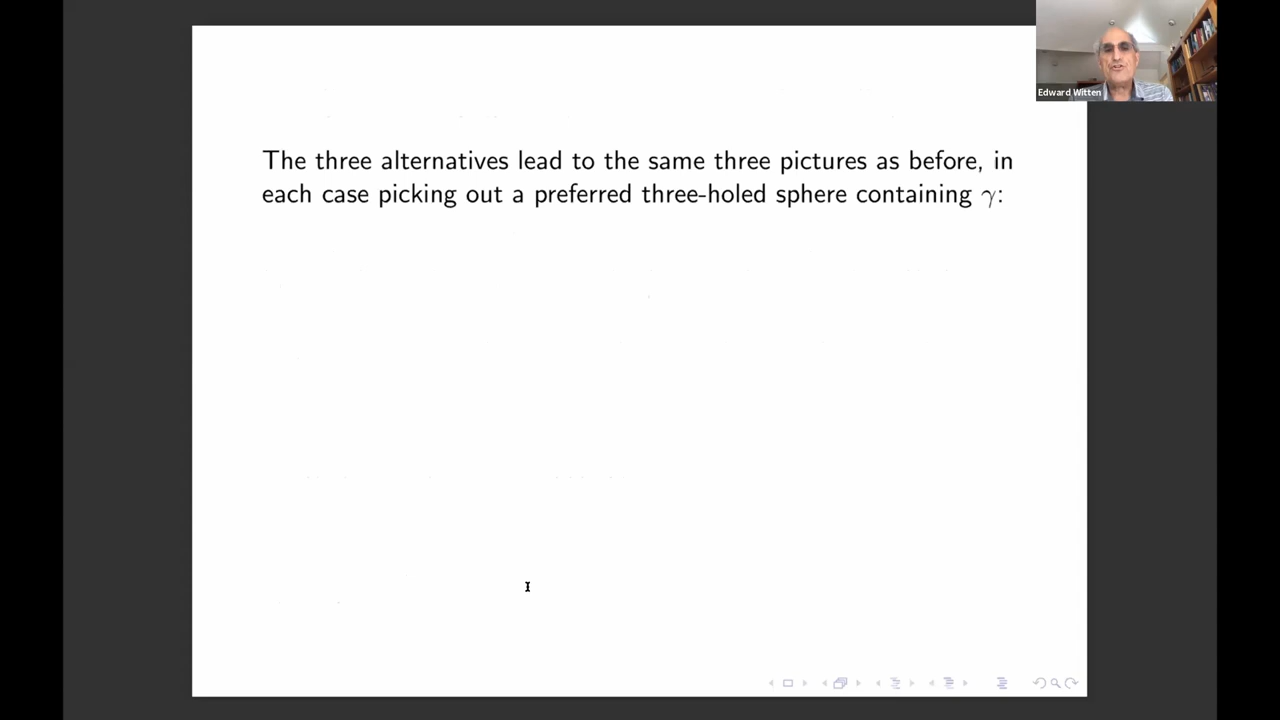 Edward Witten
The three alternatives lead to the same three pictures as before, in
each case picking out a preferred three-holed sphere containing γ: